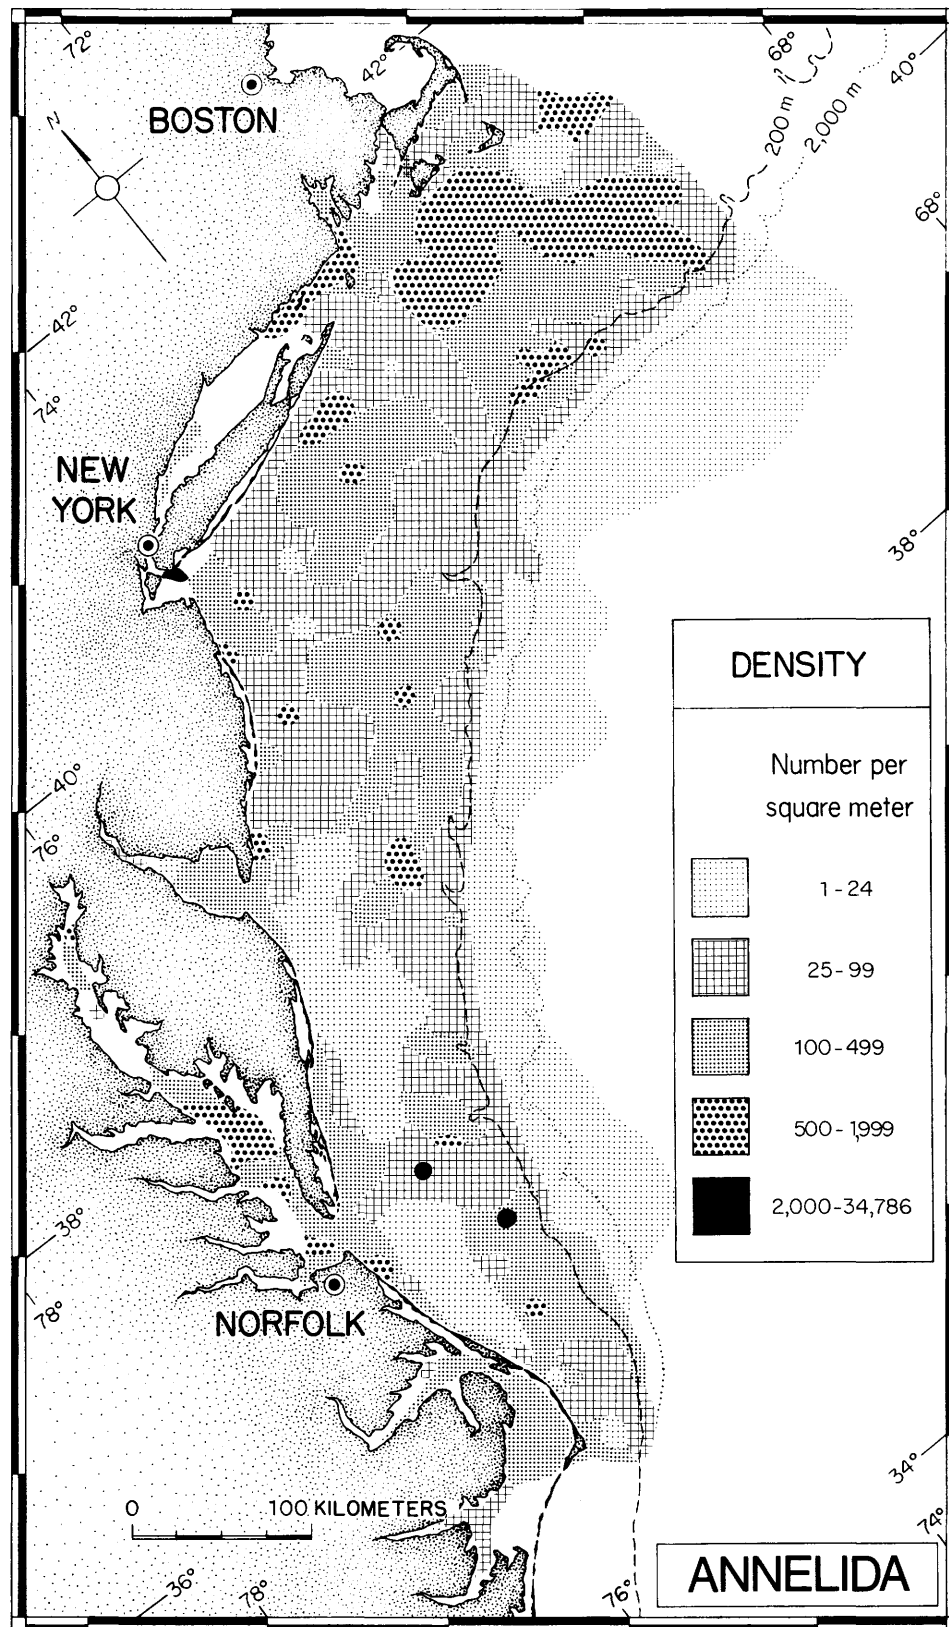 72°
42°
68°
40°
BOSTON
N
200 m
2,000 m
68°
42°
74°
NEW
YORK
38°
DENSITY
Number per
square meter
40°
76°
1-24
25-99
100-499
500-1,999
2,000-34,786
38°
78°
NORFOLK
34°
74°
0 100 KILOMETERS
ANNELIDA
36°
78°
76°